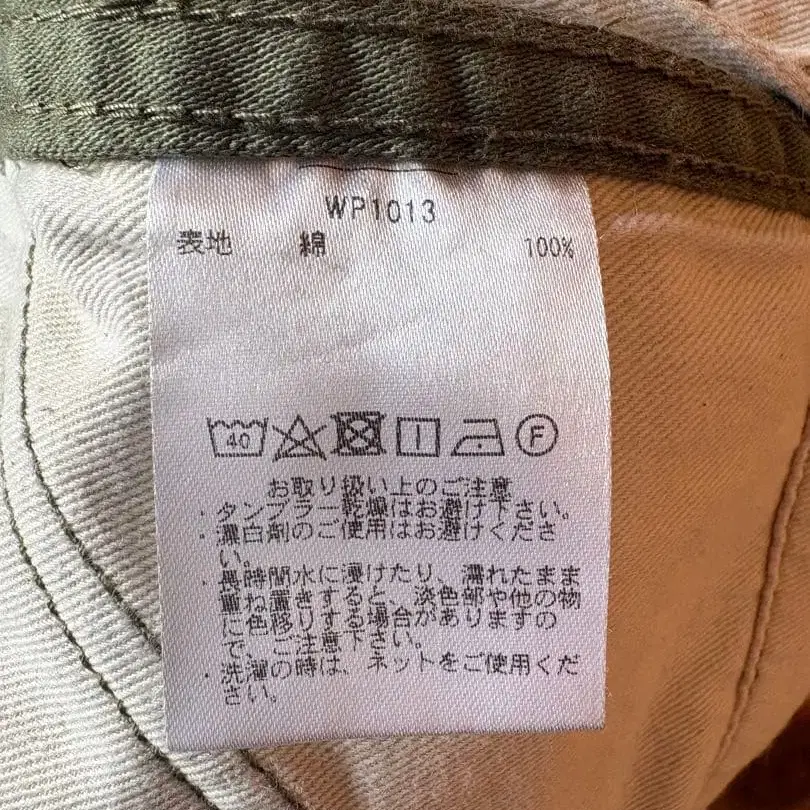 WP1013
表地 綿 100%
40 F
お取り扱い上のご注意
・タンブラー乾燥はお避け下さい。
・漂白剤のご使用はお避けくださ
い。
・長時間水に浸けたり、濡れたまま
重ね置きすると、淡色部や他の物
に色移りする場合がありますの
で、ご注意下さい。
・洗濯の時は、ネットをご使用くだ
さい。